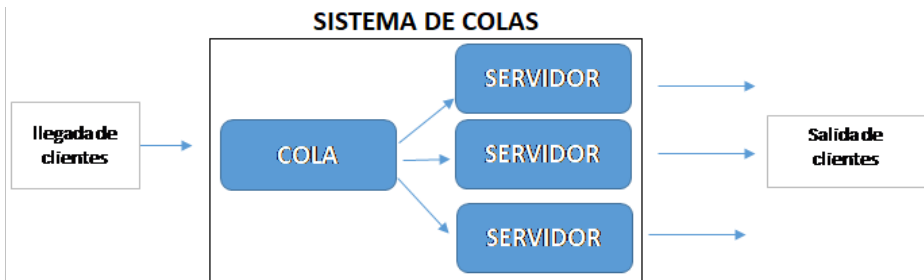 SISTEMA DE COLAS
llegada de
clientes
COLA
SERVIDOR
SERVIDOR
SERVIDOR
Salida de
clientes